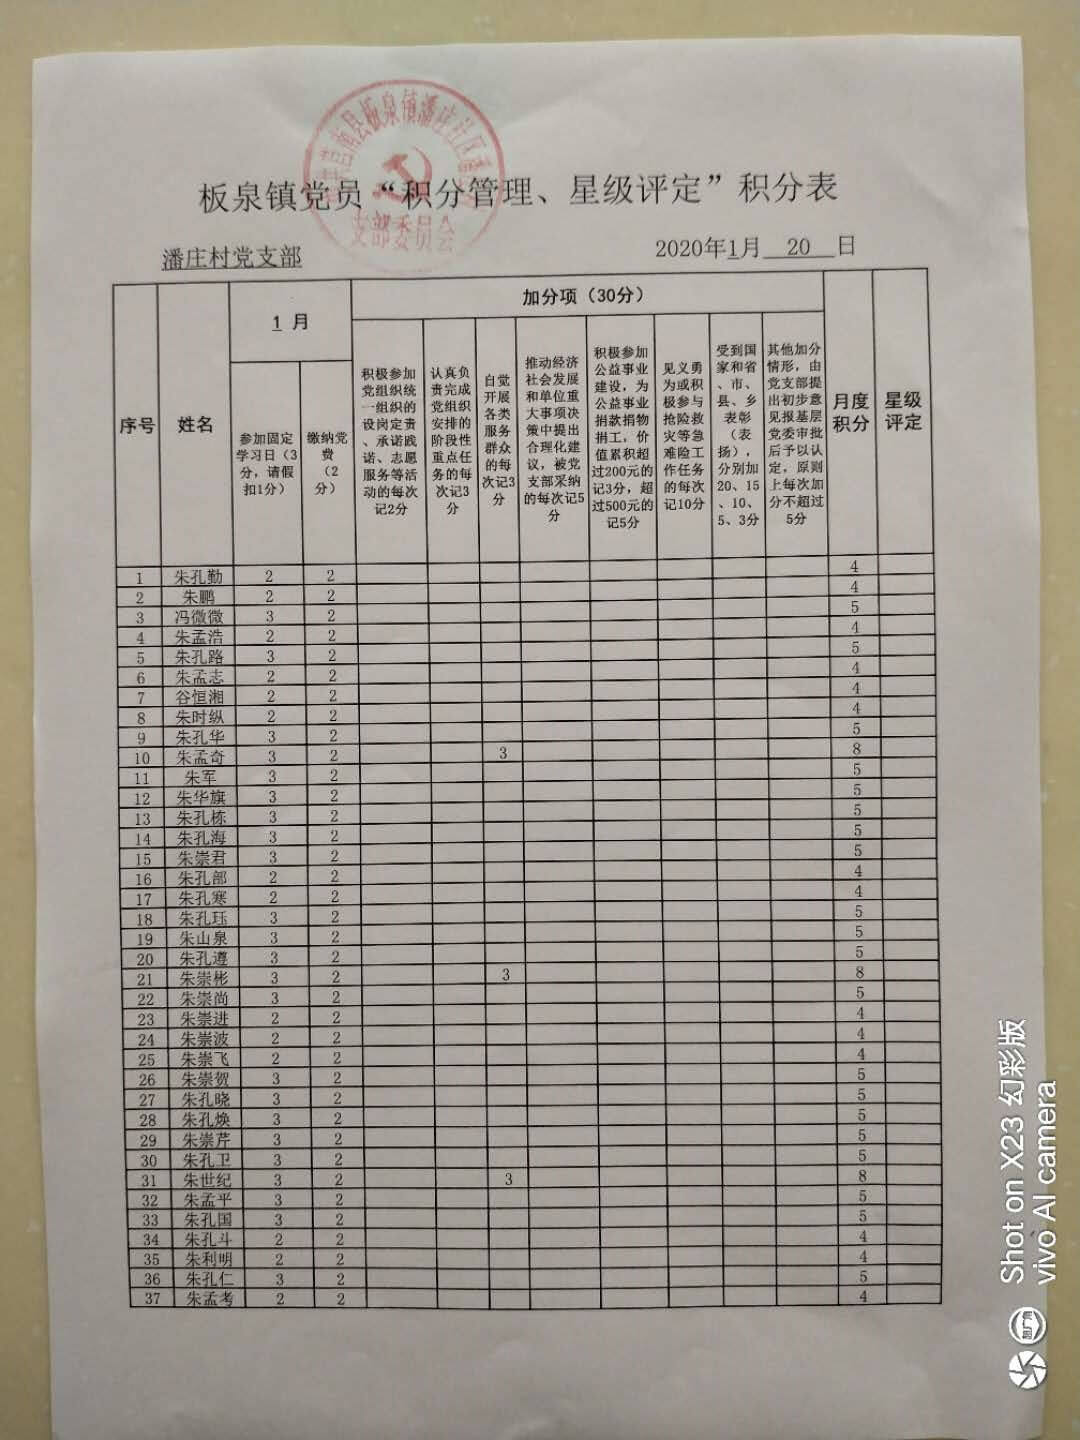 板泉镇党员“积分管理、星级评定”积分表
支部委员会
潘庄村党支部 2020年1月 20 日
序号 姓名 1 月 加分项（30分） 月度积分 星级评定
参加固定学习日（3分，请假扣1分）
缴纳党费（2分）
积极参加党组织统一组织的设岗定责、承诺践诺、志愿服务等活动的每次记2分
认真负责完成党组织安排的阶段性重点任务的每次记3分
自觉开展各类服务群众的每次记3分
推动经济社会发展和单位重大事项决策中提出合理化建议，被党支部采纳的每次记5分
积极参加公益事业建设，为公益事业捐款捐物捐工，价值累积超过200元的记3分，超过500元的记5分
见义勇为或积极参与抢险救灾等急难险工作任务的每次记10分
受到国家和省、市、县、乡表彰（表扬），分别加20、15、10、5、3分
其他加分情形，由党支部提出初步意见报基层党委审批后予以认定，原则上每次加分不超过5分
1 朱孔勤 2 2 4
2 朱鹏 2 2 4
3 冯微微 3 2 5
4 朱孟浩 2 2 4
5 朱孔路 3 2 5
6 朱孟志 2 2 4
7 谷恒湘 2 2 4
8 朱时纵 2 2 4
9 朱孔华 3 2 5
10 朱孟奇 3 2 3 8
11 朱军 3 2 5
12 朱华旗 3 2 5
13 朱孔栋 3 2 5
14 朱孔海 3 2 5
15 朱崇君 3 2 5
16 朱孔部 2 2 4
17 朱孔寒 2 2 4
18 朱孔珏 3 2 5
19 朱山泉 3 2 5
20 朱孔遵 3 2 5
21 朱崇彬 3 2 3 8
22 朱崇尚 3 2 5
23 朱崇进 2 2 4
24 朱崇波 2 2 4
25 朱崇飞 2 2 4
26 朱崇贺 3 2 5
27 朱孔晓 3 2 5
28 朱孔焕 3 2 5
29 朱崇芹 3 2 5
30 朱孔卫 3 2 5
31 朱世纪 3 2 3 8
32 朱孟平 3 2 5
33 朱孔国 3 2 5
34 朱孔斗 2 2 4
35 朱利明 2 2 4
36 朱孔仁 3 2 5
37 朱孟考 2 2 4
Shot on X23 幻彩版
vivo AI camera